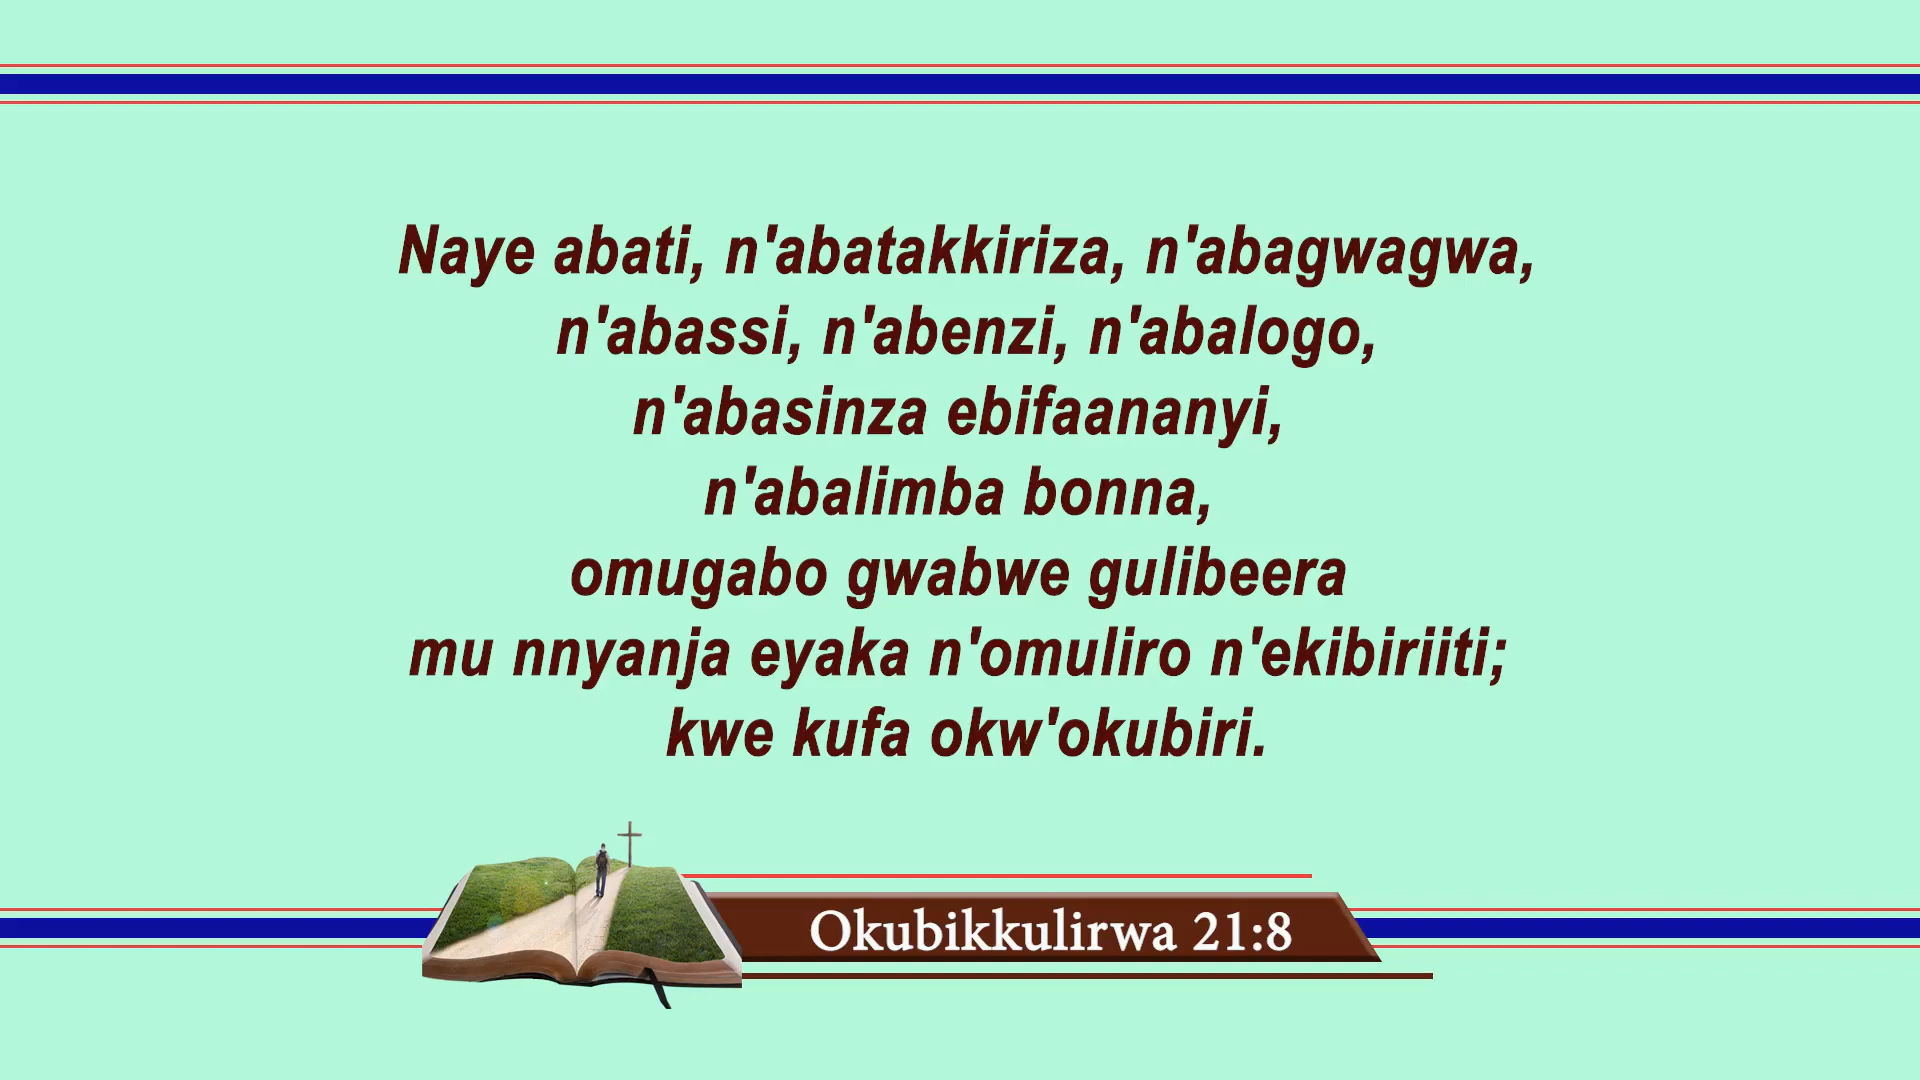 Naye abati, n'abatakkiriza, n'abagwagwa,
n'abassi, n'abenzi, n'abalogo,
n'abasinza ebifaananyi,
n'abalimba bonna,
omugabo gwabwe gulibeera
mu nnyanja eyaka n'omuliro n'ekibiriiti;
kwe kufa okw'okubiri.
Okubikkulirwa 21:8